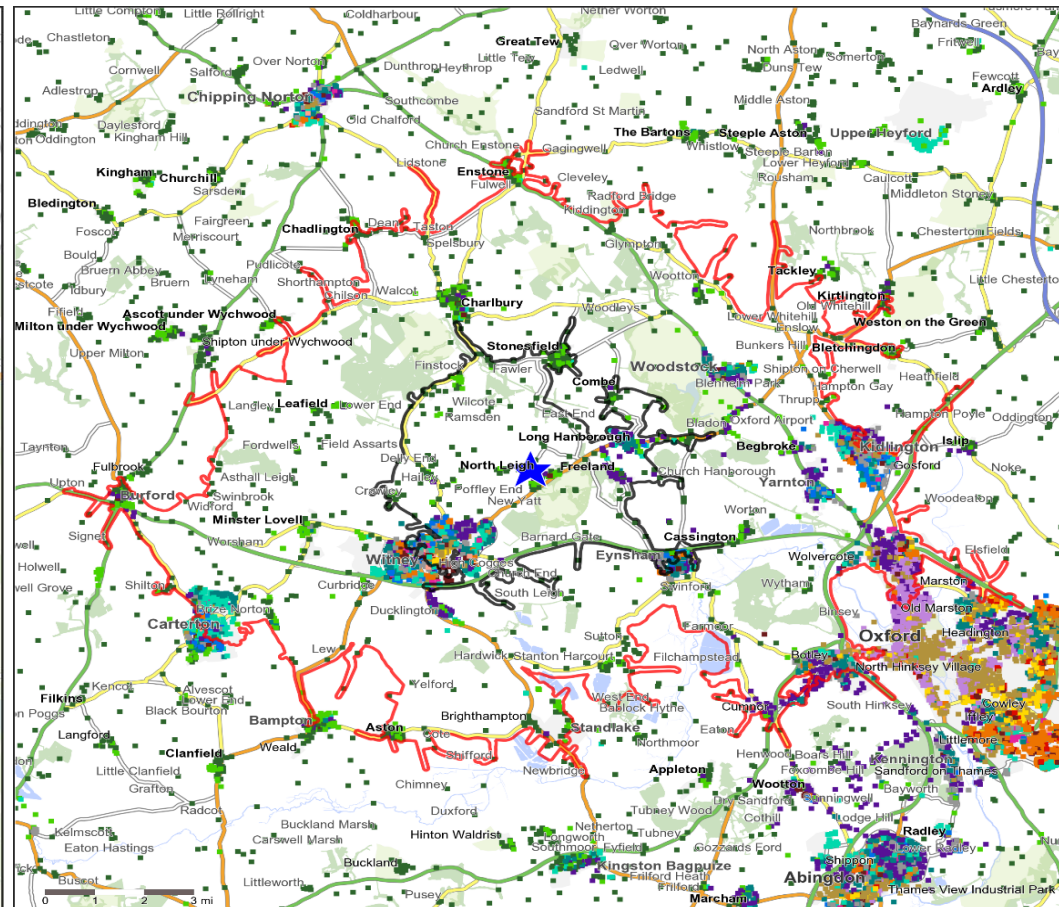 Little Compton
Little Rollright
Coldharbour
Nether Worton
Baynards Green
Chastleton
Great Tew
Over Worton
North Aston
Somerton
Fritwell
Over Norton
Little Tew
Cornwell
Salford
Dunthrop
Heythrop
Ledwell
Duns Tew
Fewcott
Adlestrop
Chipping Norton
Southcombe
Middle Aston
Ardley
Old Chalford
Sandford St Martin
Daylesford
Oddington
Kingham Hill
The Bartons
Steeple Aston
Upper Heyford
Church Enstone
Gagingwell
Whistlow
Steeple Barton
Lidstone
Lower Heyford
Kingham
Churchill
Enstone
Cleveley
Rousham
Caulcott
Sarsden
Fulwell
Middleton Stoney
Bledington
Radford Bridge
Kiddington
Foscot
Fairgreen
Dean
Taston
Merriscourt
Chadlington
Spelsbury
Glympton
Northbrook
Chesterton Fields
Bould
Bruern Abbey
Pudlicote
Wootton
Tackley
Idbury
Bruern
Lyneham
Shorthampton
Walcot
Little Chesterton
Chilson
Kirtlington
Fifield
Ascott under Wychwood
Charlbury
Woodleys
Old Whitehill
Milton under Wychwood
Lower Whitehill
Weston on the Green
Enslow
Shipton under Wychwood
Stonesfield
Bunkers Hill
Bletchingdon
Upper Milton
Finstock
Fawler
Woodstock
Shipton on Cherwell
Combe
Blenheim Park
Hampton Gay
Heathfield
Langley
Leafield
Lower End
Wilcote
Ramsden
Thrupp
East End
Hampton Poyle
Oddington
Taynton
Fordwells
Field Assarts
Long Hanborough
Bladon
Oxford Airport
Kidlington
Begbroke
Islip
Fulbrook
Delly End
North Leigh
Freeland
Church Hanborough
Gosford
Noke
Upton
Asthall Leigh
Hailey
Burford
Swinbrook
Crawley
Poffley End
Yarnton
Widford
New Yatt
Woodeaton
Signet
Minster Lovell
Worton
Worsham
Barnard Gate
Cassington
Holwell
Witney
High Cogges
Eynsham
Wolvercote
Elsfield
Church End
Shilton
Curbridge
South Leigh
Swinford
Wytham
Marston
Brize Norton
Ducklington
Binsey
Old Marston
Carterton
Sutton
Farmoor
Headington
Oxford
Lew
Hardwick
Stanton Harcourt
Filchampstead
Botley
North Hinksey Village
Kencot
Yelford
Filkins
Alvescot
Lower End
West End
Cumnor
Cowley
Black Bourton
Bablock Hythe
South Hinksey
Iffley
Bampton
Aston
Brighthampton
Eaton
Littlemore
Langford
Cote
Standlake
Weald
Northmoor
Henwood
Boars Hill
Kennington
Clanfield
Shifford
Foxcombe Hill
Sandford on Thames
Little Clanfield
Newbridge
Appleton
Wootton
Bayworth
Grafton
Chimney
Dry Sandford
Radcot
Tubney Wood
Cothill
Lodge Hill
Duxford
Kelmscot
Buckland Marsh
Netherton
Tubney
Radley
Eaton Hastings
Carswell Marsh
Hinton Waldrist
Longworth
Gozzards Ford
Lower Radley
Southmoor
Fyfield
Shippon
Buckland
Kingston Bagpuize
Buscot
Littleworth
Frilford Heath
Abingdon
Frilford
Thames View Industrial Park
Pusey
Marcham
0 1 2 3 mi